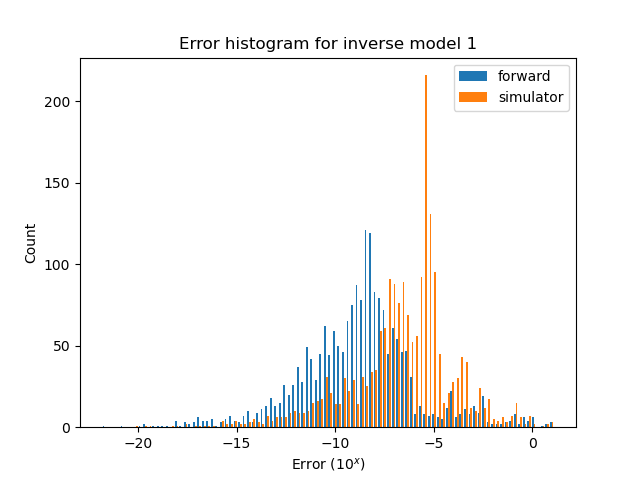 Error histogram for inverse model 1
forward
simulator
200
150
100
50
0
Count
−20
−15
−10
−5
0
Error (10^x)